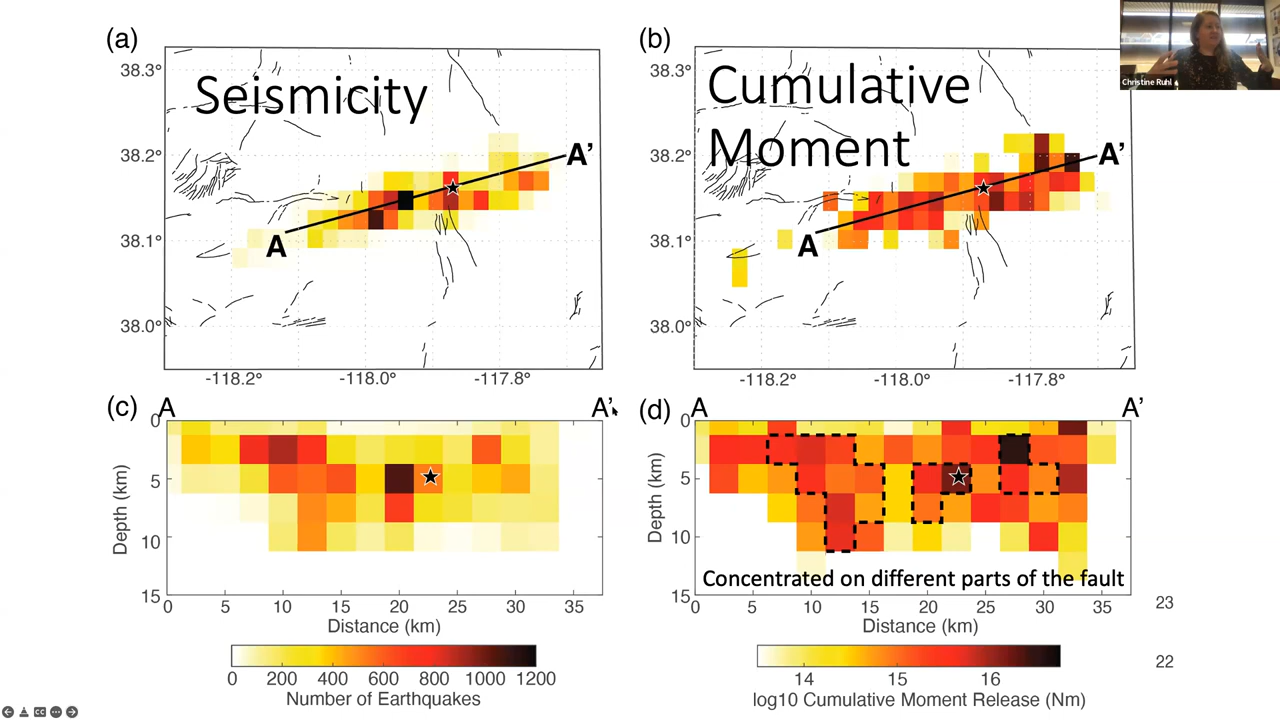 (a)
Seismicity
A
A’
38.3°
38.2°
38.1°
38.0°
-118.2°
-118.0°
-117.8°
(b)
Cumulative
Moment
A
A’
38.3°
38.2°
38.1°
38.0°
-118.2°
-118.0°
-117.8°
Christine Ruhl
(c)
A
A’
0
5
10
15
Depth (km)
0
5
10
15
20
25
30
35
Distance (km)
0
200
400
600
800
1000
1200
Number of Earthquakes
(d)
A
A’
0
5
10
15
Depth (km)
Concentrated on different parts of the fault
0
5
10
15
20
25
30
35
Distance (km)
14
15
16
log10 Cumulative Moment Release (Nm)
23
22